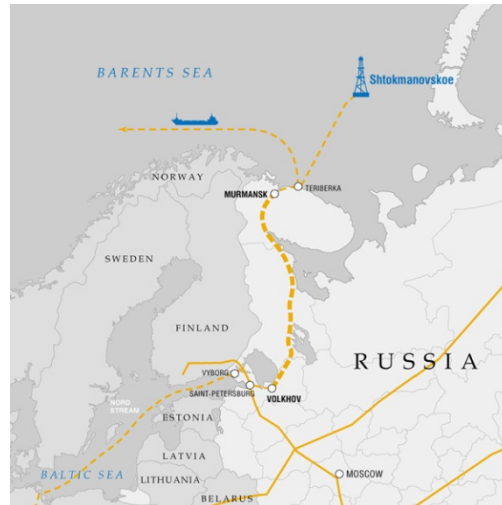 BARENTS SEA
Shtokmanovskoe
NORWAY
MURMANSK
TERIBERKA
SWEDEN
FINLAND
RUSSIA
VYBORG
SAINT-PETERSBURG
VOLKHOV
NORD
STREAM
ESTONIA
BALTIC SEA
LATVIA
MOSCOW
LITHUANIA
BELARUS